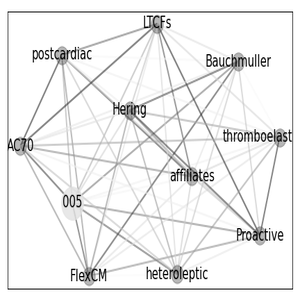 LTCFs
postcardiac
Bauchmuller
Hering
thromboelast
AC70
affiliates
005
Proactive
FlexCM
heteroleptic